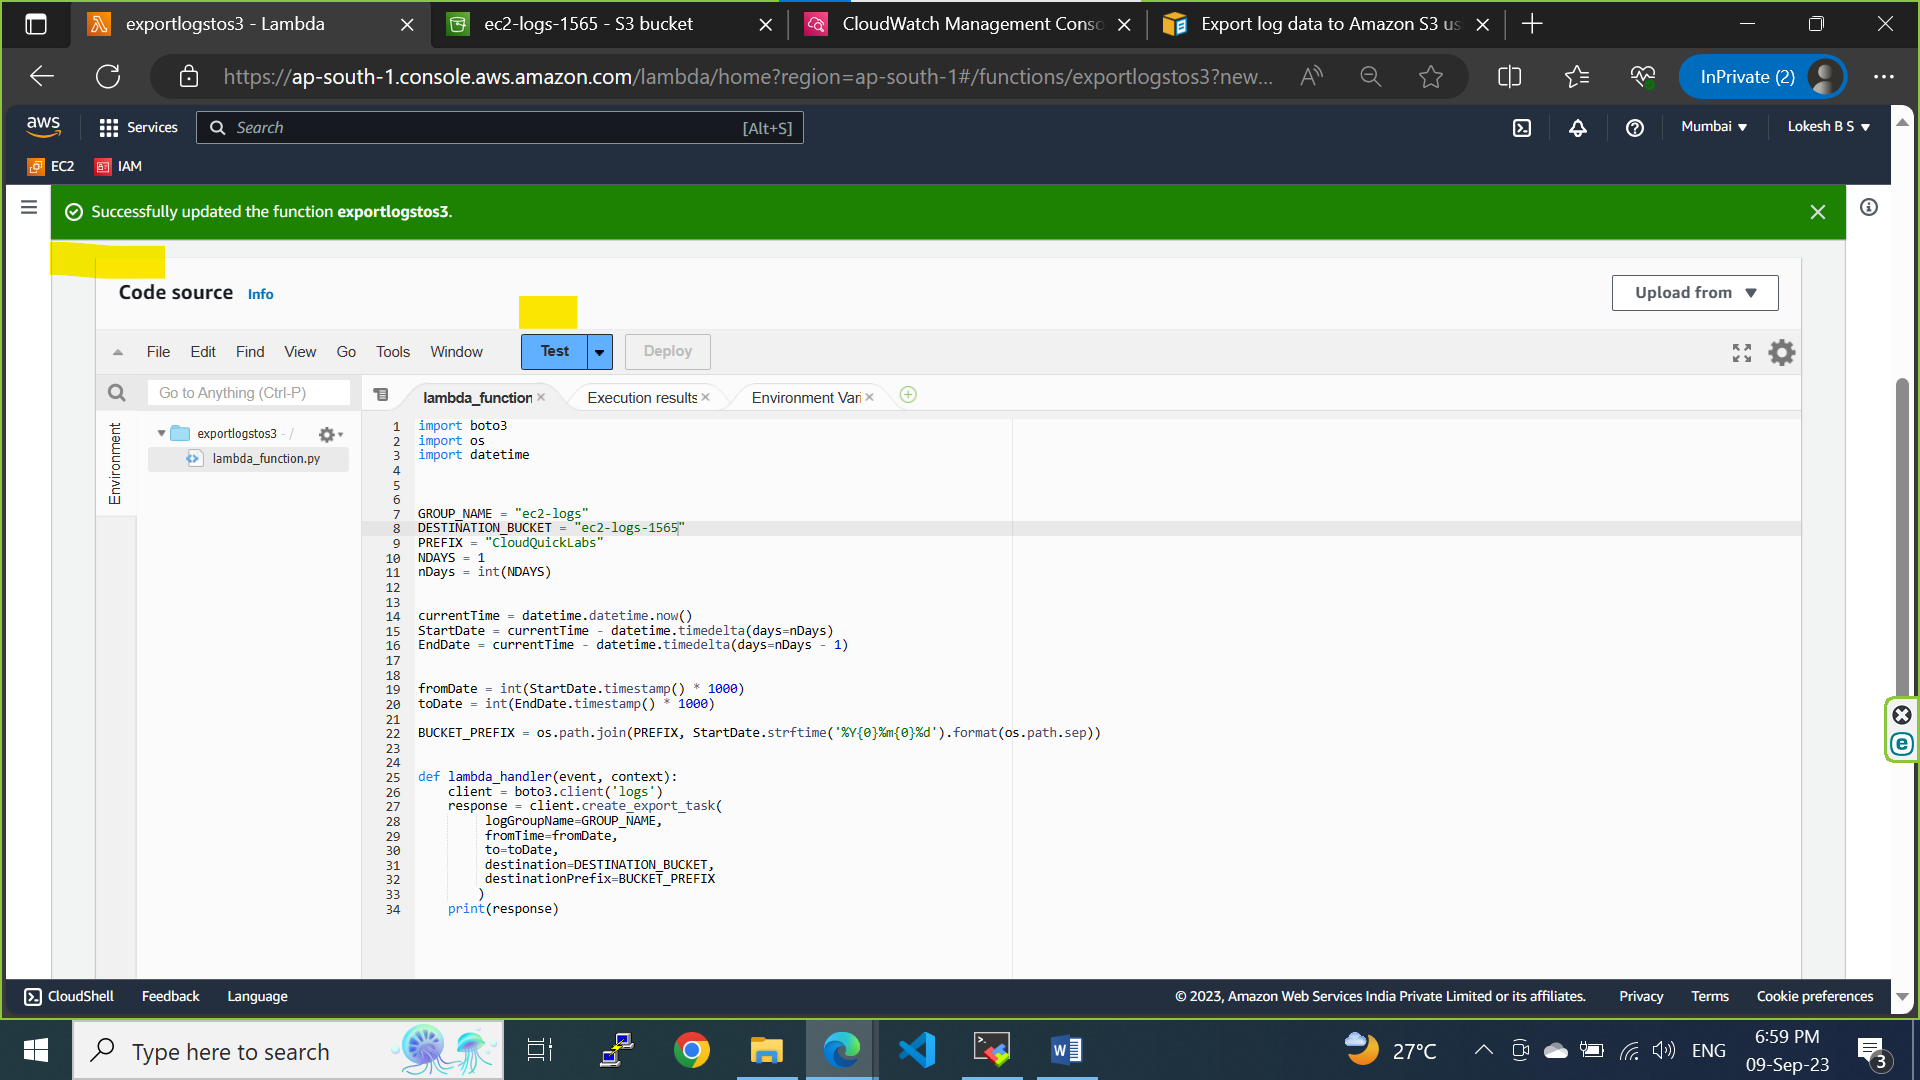 exportlogstos3 - Lambda
ec2-logs-1565 - S3 bucket
CloudWatch Management Conso
Export log data to Amazon S3 us
https://ap-south-1.console.aws.amazon.com/lambda/home?region=ap-south-1#/functions/exportlogstos3?new...
InPrivate (2)
aws
Services
Search
[Alt+S]
Mumbai
Lokesh B S
EC2
IAM
Successfully updated the function exportlogstos3.
Code source
Info
Upload from
File
Edit
Find
View
Go
Tools
Window
Test
Deploy
Go to Anything (Ctrl-P)
lambda_function
Execution results
Environment Vari
Environment
exportlogstos3 - /
lambda_function.py
1 import boto3
2 import os
3 import datetime
4
5
6
7 GROUP_NAME = "ec2-logs"
8 DESTINATION_BUCKET = "ec2-logs-1565"
9 PREFIX = "CloudQuickLabs"
10 NDAYS = 1
11 nDays = int(NDAYS)
12
13
14 currentTime = datetime.datetime.now()
15 StartDate = currentTime - datetime.timedelta(days=nDays)
16 EndDate = currentTime - datetime.timedelta(days=nDays - 1)
17
18
19 fromDate = int(StartDate.timestamp() * 1000)
20 toDate = int(EndDate.timestamp() * 1000)
21
22 BUCKET_PREFIX = os.path.join(PREFIX, StartDate.strftime('%Y{0}%m{0}%d').format(os.path.sep))
23
24
25 def lambda_handler(event, context):
26     client = boto3.client('logs')
27     response = client.create_export_task(
28          logGroupName=GROUP_NAME,
29          fromTime=fromDate,
30          to=toDate,
31          destination=DESTINATION_BUCKET,
32          destinationPrefix=BUCKET_PREFIX
33         )
34     print(response)
CloudShell
Feedback
Language
© 2023, Amazon Web Services India Private Limited or its affiliates.
Privacy
Terms
Cookie preferences
Type here to search
27°C
ENG
6:59 PM
09-Sep-23
3